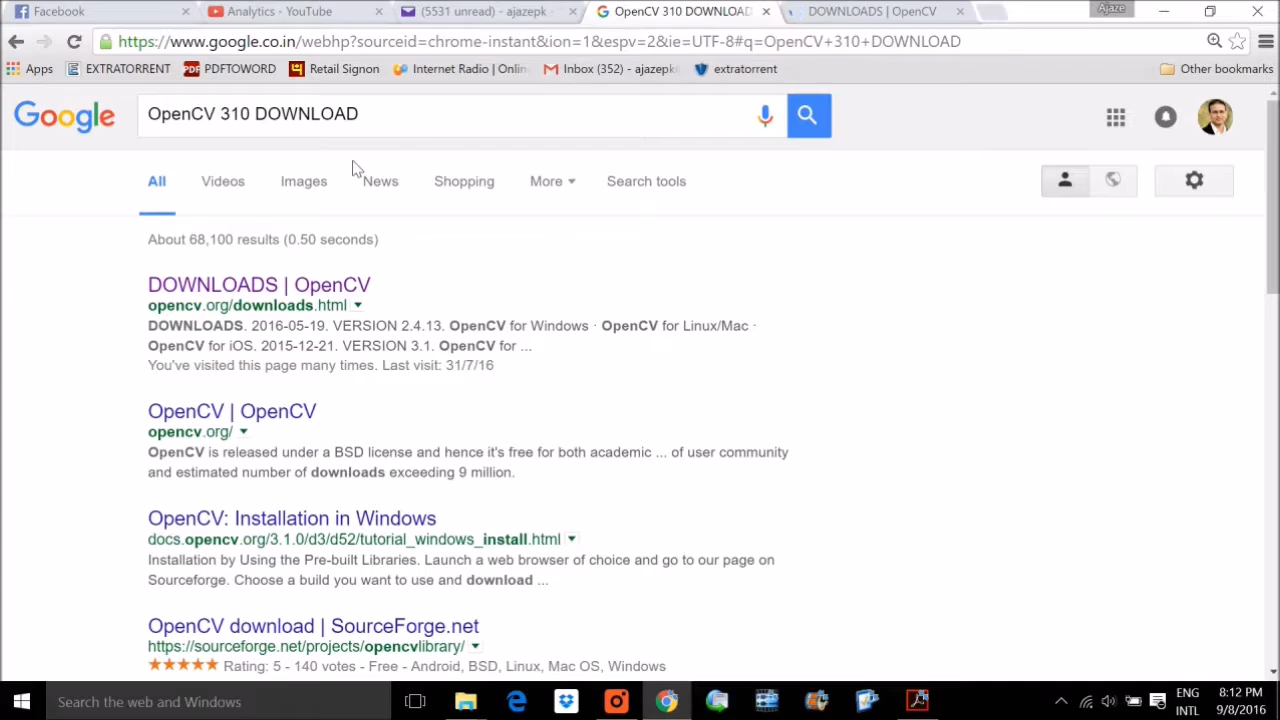 Facebook
Analytics - YouTube
(5531 unread) - ajazepk
OpenCV 310 DOWNLOAD
DOWNLOADS | OpenCV
Ajaze
https://www.google.co.in/webhp?sourceid=chrome-instant&ion=1&espv=2&ie=UTF-8#q=OpenCV+310+DOWNLOAD
Apps
EXTRATORRENT
PDF
PDFTOWORD
Retail Signon
Internet Radio | Onlin
Inbox (352) - ajazepk
extratorrent
Other bookmarks
Google
OpenCV 310 DOWNLOAD
All
Videos
Images
News
Shopping
More
Search tools
About 68,100 results (0.50 seconds)
DOWNLOADS | OpenCV
opencv.org/downloads.html
DOWNLOADS. 2016-05-19. VERSION 2.4.13. OpenCV for Windows · OpenCV for Linux/Mac ·
OpenCV for iOS. 2015-12-21. VERSION 3.1. OpenCV for ...
You've visited this page many times. Last visit: 31/7/16
OpenCV | OpenCV
opencv.org/
OpenCV is released under a BSD license and hence it's free for both academic ... of user community
and estimated number of downloads exceeding 9 million.
OpenCV: Installation in Windows
docs.opencv.org/3.1.0/d3/d52/tutorial_windows_install.html
Installation by Using the Pre-built Libraries. Launch a web browser of choice and go to our page on
Sourceforge. Choose a build you want to use and download ...
OpenCV download | SourceForge.net
https://sourceforge.net/projects/opencvlibrary/
Rating: 5 - 140 votes - Free - Android, BSD, Linux, Mac OS, Windows
Search the web and Windows
ENG
INTL
8:12 PM
9/8/2016